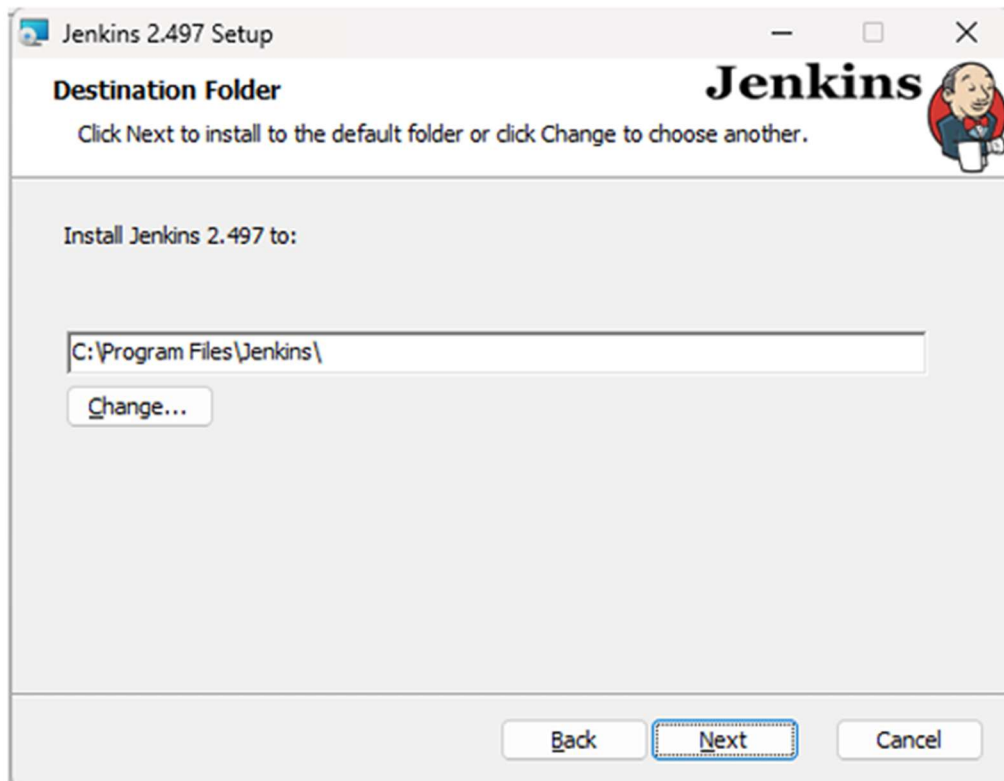 Jenkins 2.497 Setup
Destination Folder
Jenkins
Click Next to install to the default folder or click Change to choose another.
Install Jenkins 2.497 to:
C:\Program Files\Jenkins\
Change...
Back
Next
Cancel